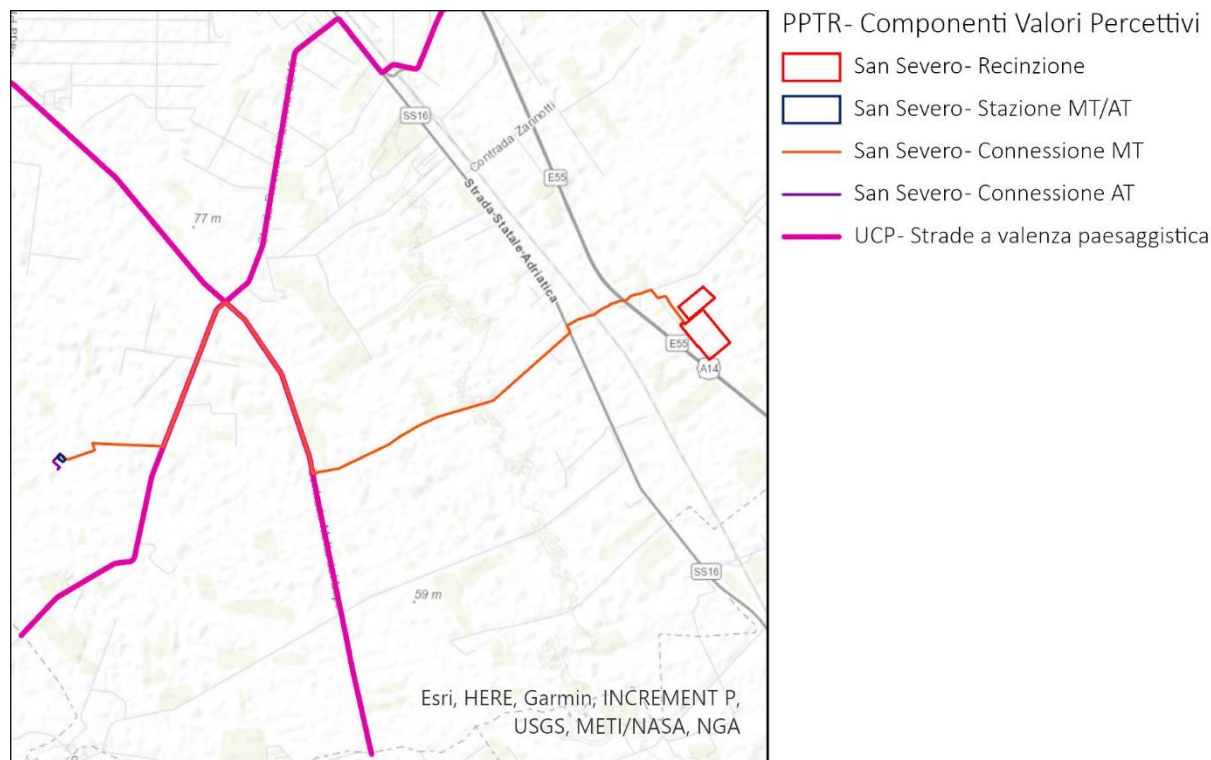 PPTR- Componenti Valori Percettivi
San Severo- Recinzione
San Severo- Stazione MT/AT
San Severo- Connessione MT
San Severo- Connessione AT
UCP- Strade a valenza paesaggistica
SS16
Contrada Zannotti
E55
Strada Statale Adriatica
77 m
E55
A14
SS16
59 m
Esri, HERE, Garmin, INCREMENT P,
USGS, METI/NASA, NGA